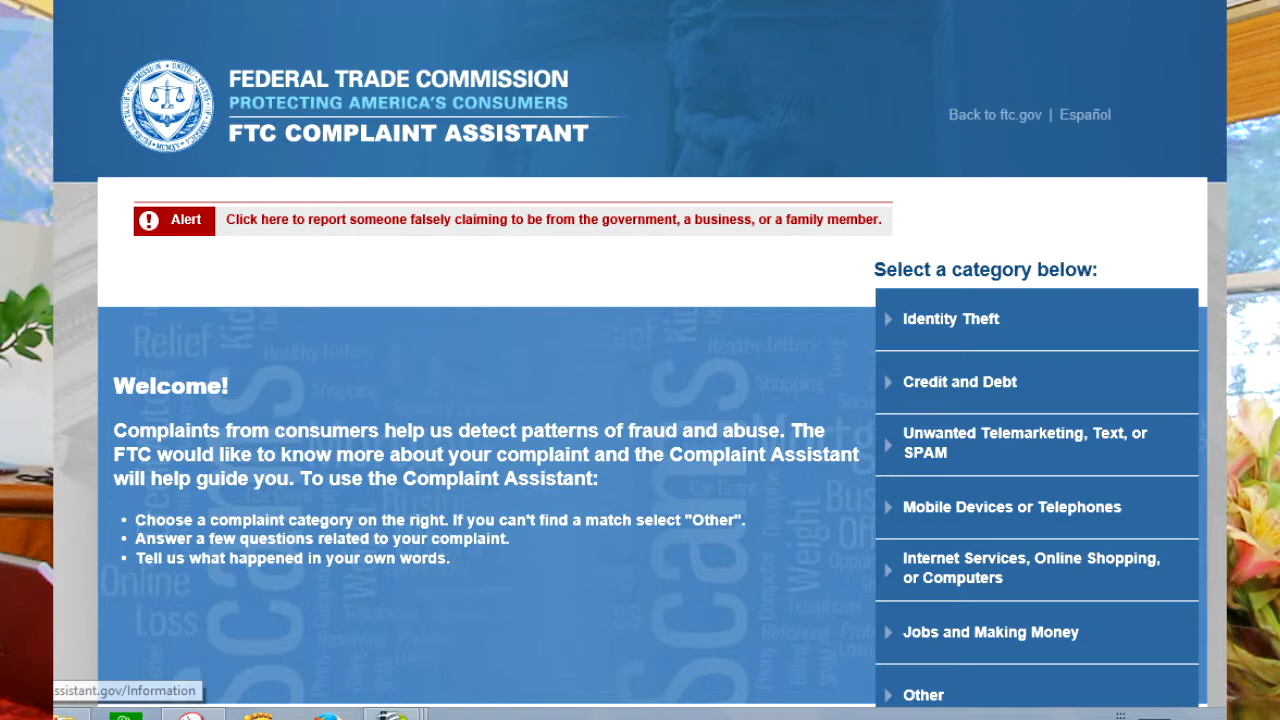 FEDERAL TRADE COMMISSION
PROTECTING AMERICA'S CONSUMERS
FTC COMPLAINT ASSISTANT
Back to ftc.gov | Español
Alert
Click here to report someone falsely claiming to be from the government, a business, or a family member.
Select a category below:
Identity Theft
Credit and Debt
Unwanted Telemarketing, Text, or
SPAM
Mobile Devices or Telephones
Internet Services, Online Shopping,
or Computers
Jobs and Making Money
Other
Welcome!
Complaints from consumers help us detect patterns of fraud and abuse. The
FTC would like to know more about your complaint and the Complaint Assistant
will help guide you. To use the Complaint Assistant:
• Choose a complaint category on the right. If you can't find a match select "Other".
• Answer a few questions related to your complaint.
• Tell us what happened in your own words.
Relief
Scams
Online
Loss
Weight
ssistant.gov/Information